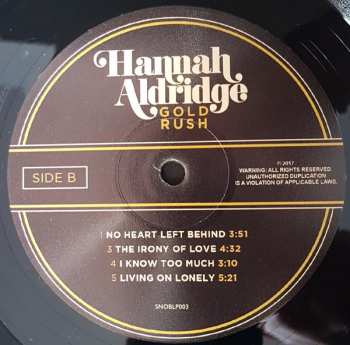 Hannah
Aldridge
GOLD
RUSH
SIDE B
℗ 2017
WARNING: ALL RIGHTS RESERVED.
UNAUTHORIZED DUPLICATION
IS A VIOLATION OF APPLICABLE LAWS.
1 NO HEART LEFT BEHIND 3:51
3 THE IRONY OF LOVE 4:32
4 I KNOW TOO MUCH 3:10
5 LIVING ON LONELY 5:21
SNOBLP003